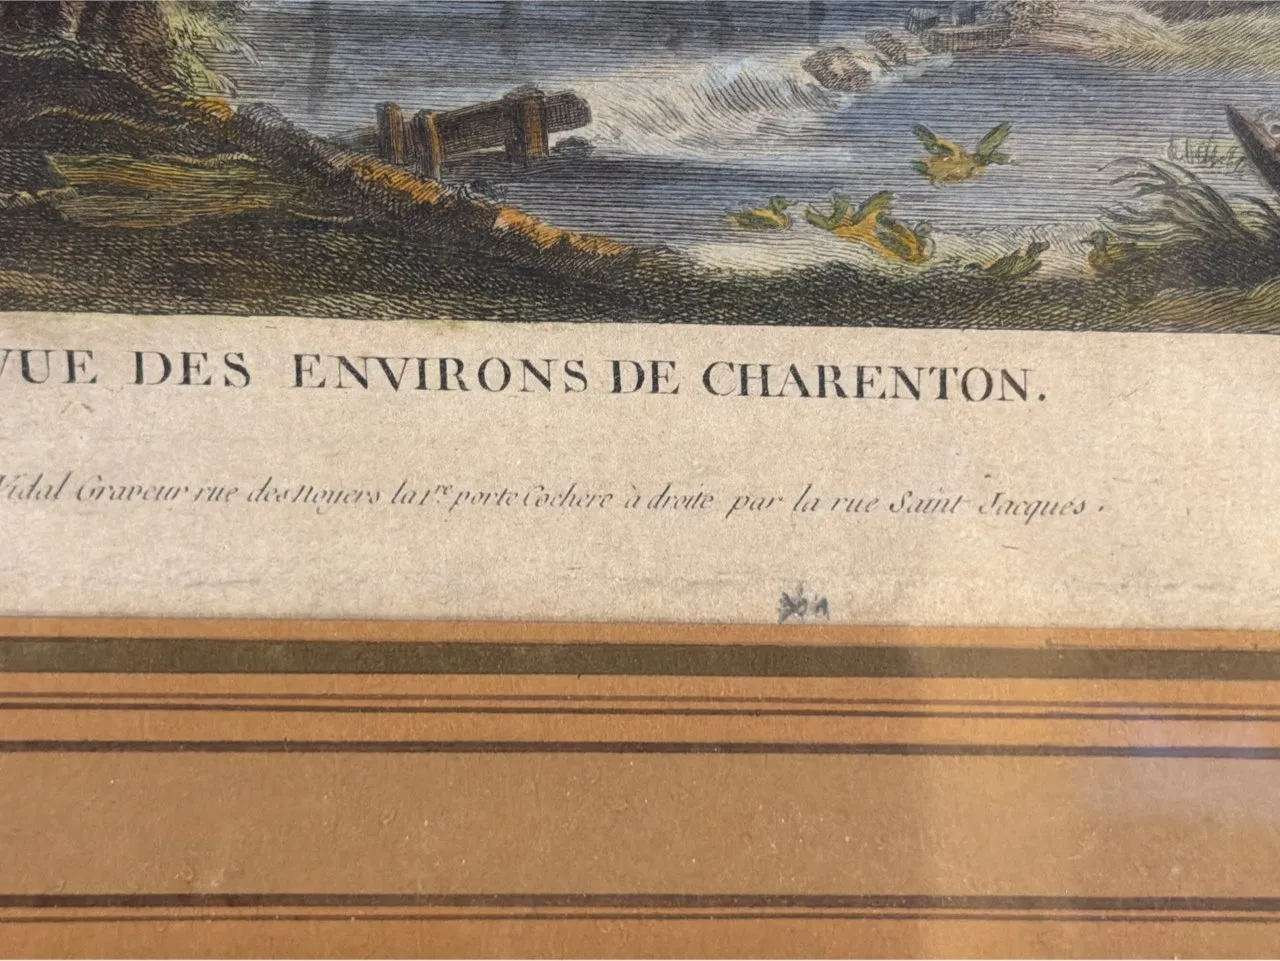 VUE DES ENVIRONS DE CHARENTON.
Vidal Graveur rue des Noyers la 1re porte Cochere à droite par la rue Saint Jacques.